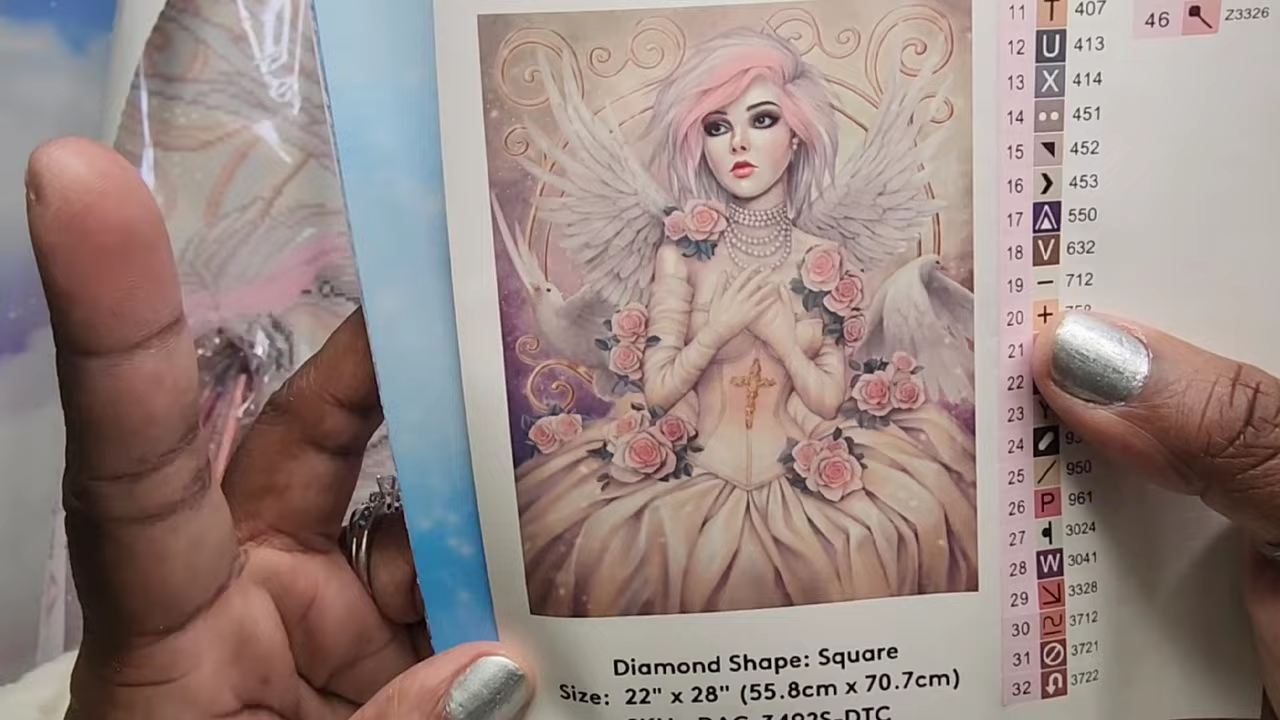 11 T 407
12 U 413
13 X 414
14 451
15 452
16 453
17 550
18 V 632
19 — 712
20 +
21
22
23
24
25 / 950
26 P 961
27 3024
28 W 3041
29 3328
30 3712
31 3721
32 3722
46 Z3326
Diamond Shape: Square
Size: 22" x 28" (55.8cm x 70.7cm)